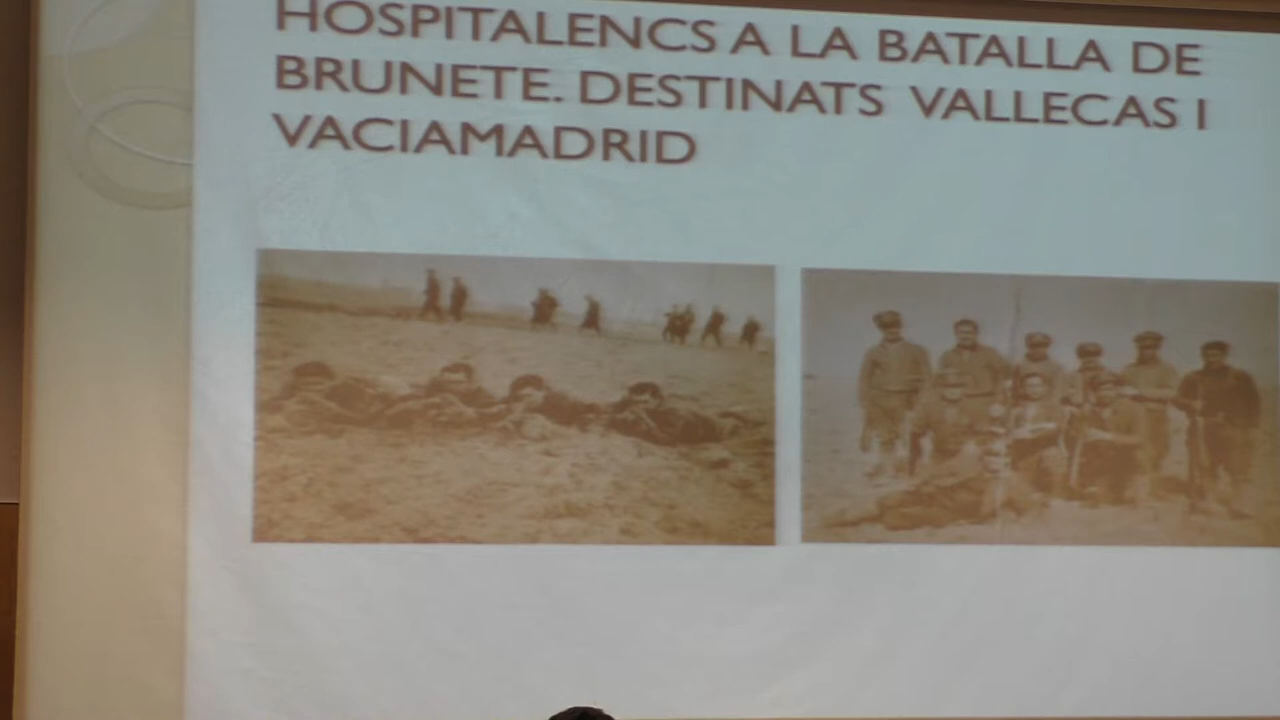 HOSPITALENCS A LA BATALLA DE
BRUNETE. DESTINATS VALLECAS I
VACIAMADRID